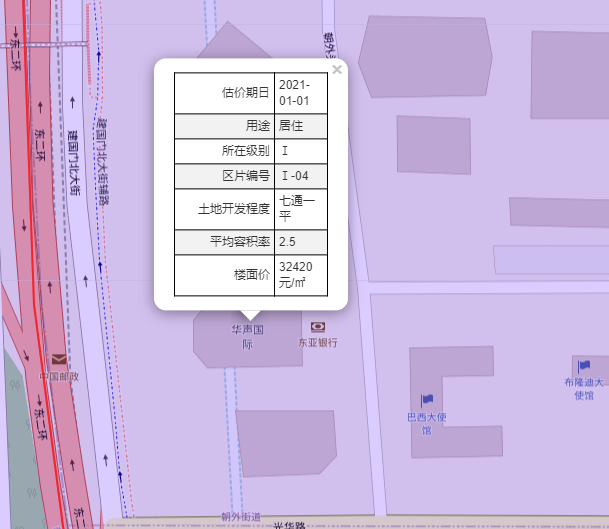 东二环
朝外
×
估价期日 2021-
01-01
用途 居住
所在级别 Ⅰ
区片编号 Ⅰ-04
土地开发程度 七通一
平
平均容积率 2.5
楼面价 32420
元/㎡
东二环
建国门北大街
建国门北大街辅路
华声国
际
东亚银行
中国邮政
布隆迪大
使馆
巴西大使
馆
东二环
东二
朝外街道
光华路